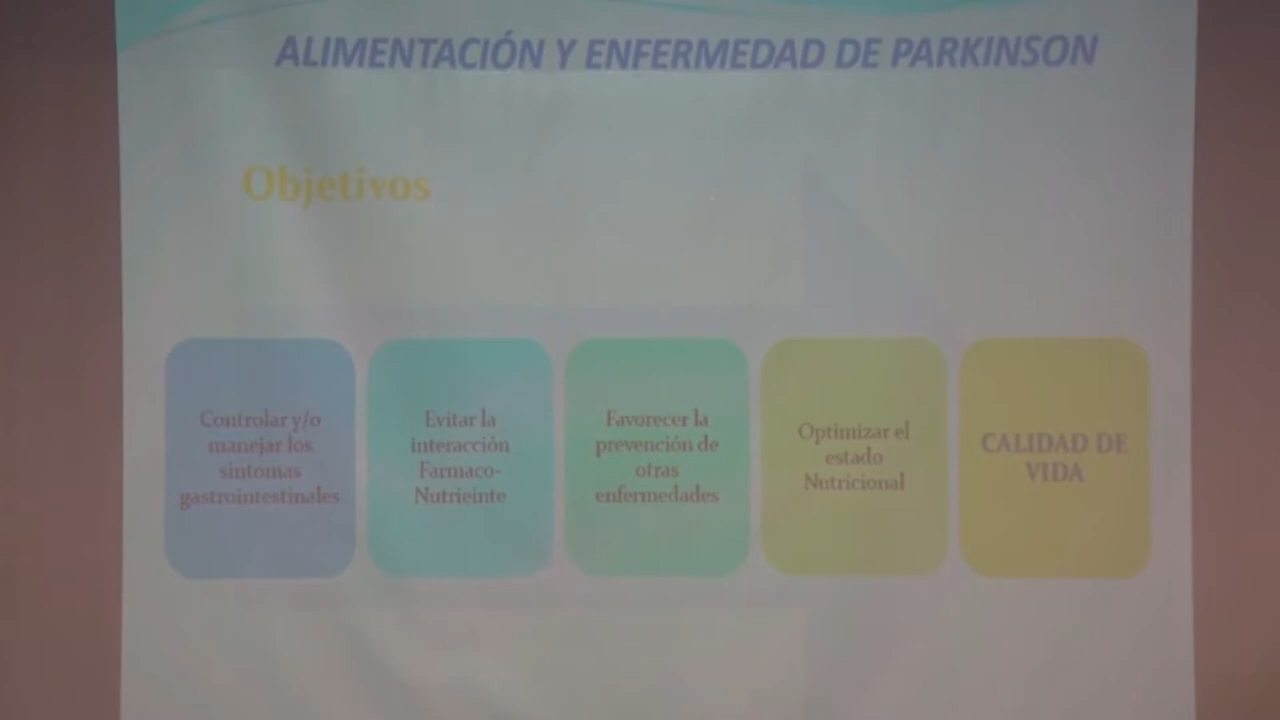 ALIMENTACIÓN Y ENFERMEDAD DE PARKINSON
Objetivos
Controlar y/o
manejar los
síntomas
gastrointestinales
Evitar la
interacción
Farmaco-
Nutrieinte
Favorecer la
prevención de
otras
enfermedades
Optimizar el
estado
Nutricional
CALIDAD DE
VIDA